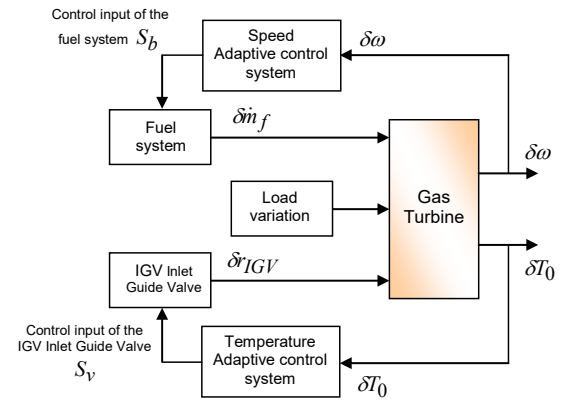 Control input of the
fuel system S_b
Speed
Adaptive control
system
δω
Fuel
system
δṁ_f
Gas
Turbine
δω
Load
variation
IGV Inlet
Guide Valve
δr_IGV
δT_0
Control input of the
IGV Inlet Guide Valve
S_v
Temperature
Adaptive control
system
δT_0